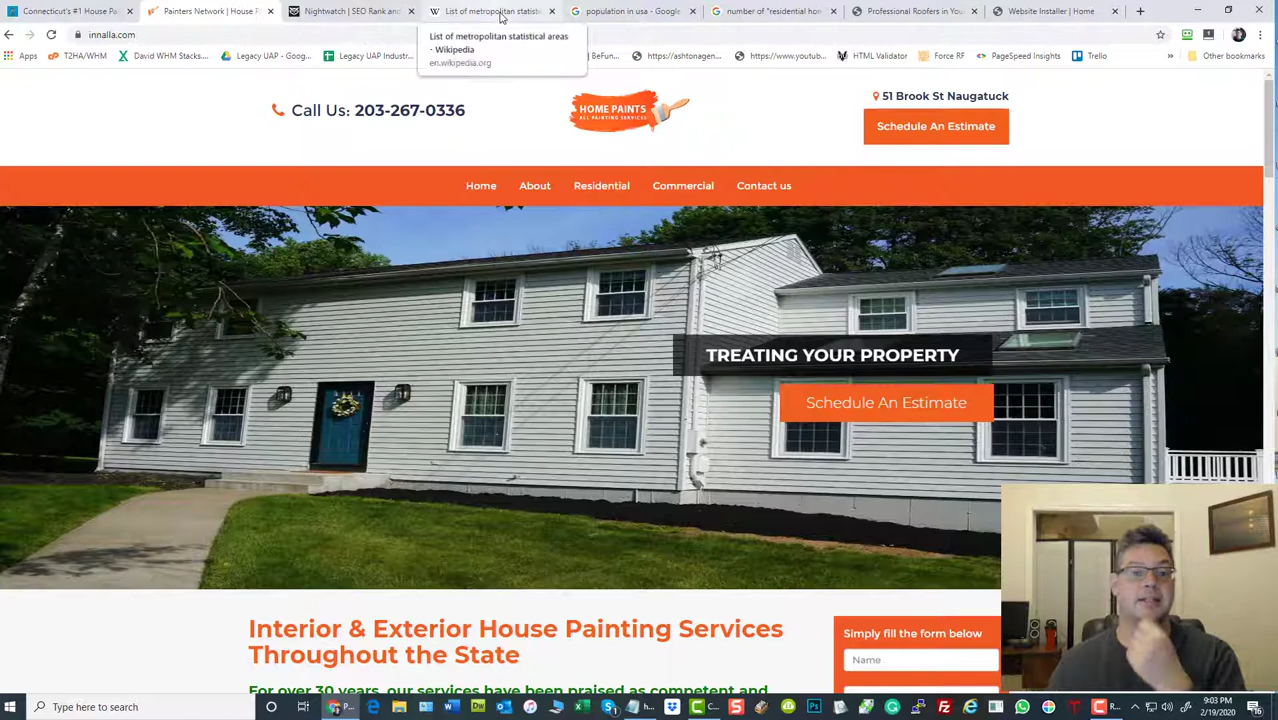 Connecticut's #1 House Pa
Painters Network | House P
Nightwatch | SEO Rank and
List of metropolitan statistic
population in usa - Google
number of "residential hom
Professional Roofers in Your
Website Installer | Home
innalla.com
List of metropolitan statistical areas
- Wikipedia
en.wikipedia.org
Apps
T2HA/WHM
David WHM Stacks...
Legacy UAP - Goog...
Legacy UAP Industr...
BeFun...
https://ashtonagen...
https://www.youtub...
HTML Validator
Force RF
PageSpeed Insights
Trello
Other bookmarks
Call Us: 203-267-0336
HOME PAINTS
ALL PAINTING SERVICES
51 Brook St Naugatuck
Schedule An Estimate
Home
About
Residential
Commercial
Contact us
TREATING YOUR PROPERTY
Schedule An Estimate
Interior & Exterior House Painting Services
Throughout the State
For over 30 years, our services have been praised as competent and
Simply fill the form below
Name
Type here to search
P...
h...
C...
R...
9:03 PM
2/19/2020